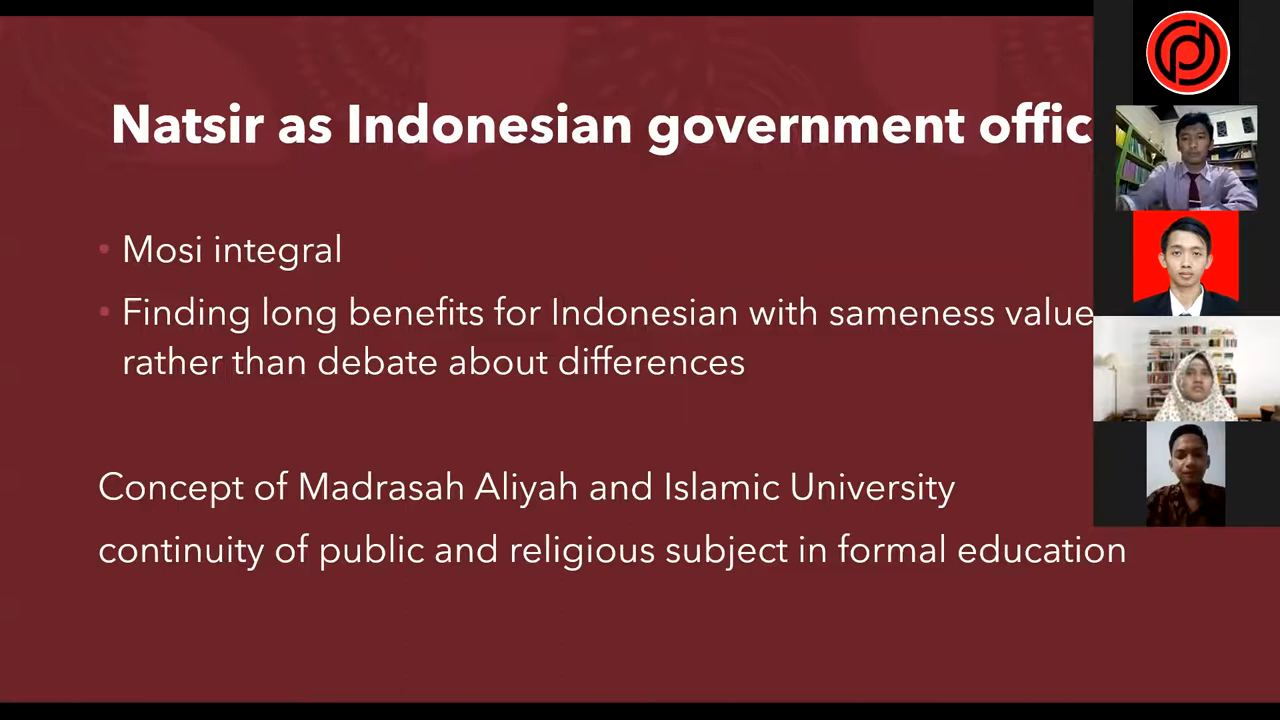 Natsir as Indonesian government offic
• Mosi integral
• Finding long benefits for Indonesian with sameness value
rather than debate about differences
Concept of Madrasah Aliyah and Islamic University
continuity of public and religious subject in formal education